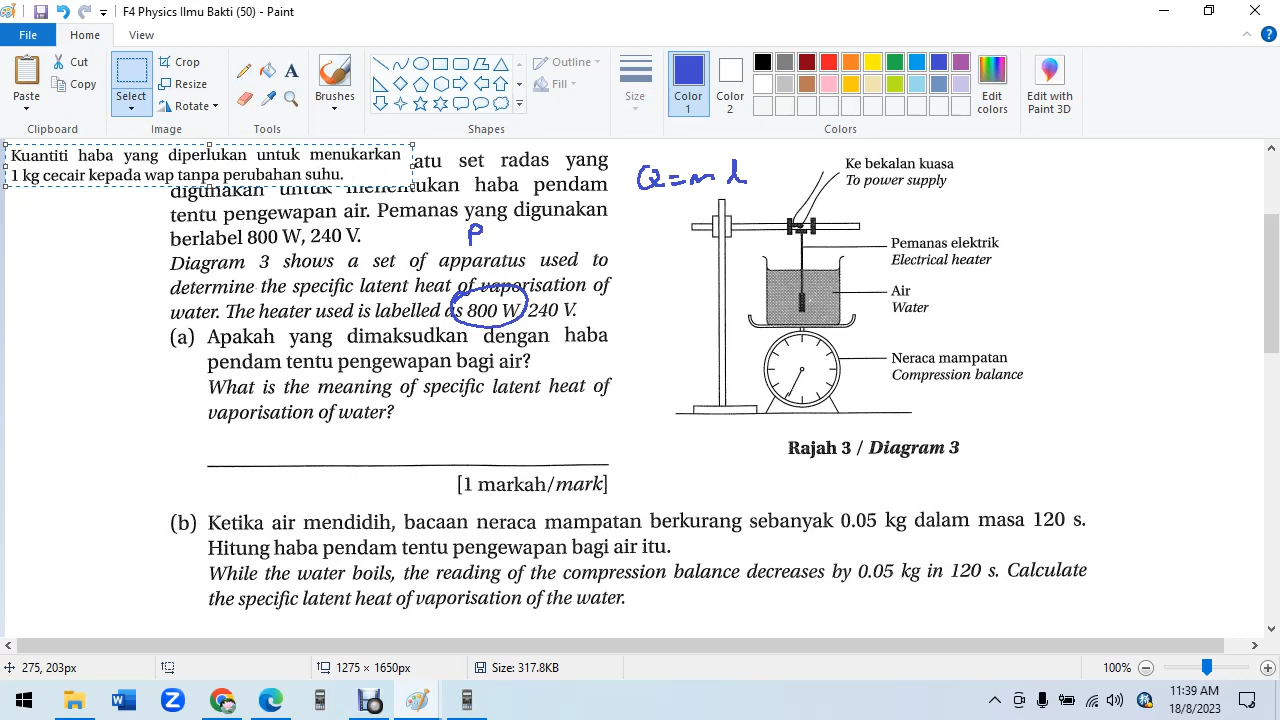 F4 Physics Ilmu Bakti (50) - Paint
File
Home
View
Paste
Cut
Copy
Clipboard
Select
Crop
Resize
Rotate
Image
Tools
Brushes
Shapes
Outline
Fill
Size
Color 1
Color 2
Colors
Edit colors
Edit with Paint 3D
Kuantiti haba yang diperlukan untuk menukarkan
1 kg cecair kepada wap tanpa perubahan suhu.
atu set radas yang
digunakan untuk menentukan haba pendam
tentu pengewapan air. Pemanas yang digunakan
berlabel 800 W, 240 V.
P
Diagram 3 shows a set of apparatus used to
determine the specific latent heat of vaporisation of
water. The heater used is labelled as 800 W, 240 V.
(a) Apakah yang dimaksudkan dengan haba
pendam tentu pengewapan bagi air?
What is the meaning of specific latent heat of
vaporisation of water?
[1 markah/mark]
Q=ml
Ke bekalan kuasa
To power supply
Pemanas elektrik
Electrical heater
Air
Water
Neraca mampatan
Compression balance
Rajah 3 / Diagram 3
(b) Ketika air mendidih, bacaan neraca mampatan berkurang sebanyak 0.05 kg dalam masa 120 s.
Hitung haba pendam tentu pengewapan bagi air itu.
While the water boils, the reading of the compression balance decreases by 0.05 kg in 120 s. Calculate
the specific latent heat of vaporisation of the water.
275, 203px
1275 × 1650px
Size: 317.8KB
100%
11:39 AM
18/8/2023